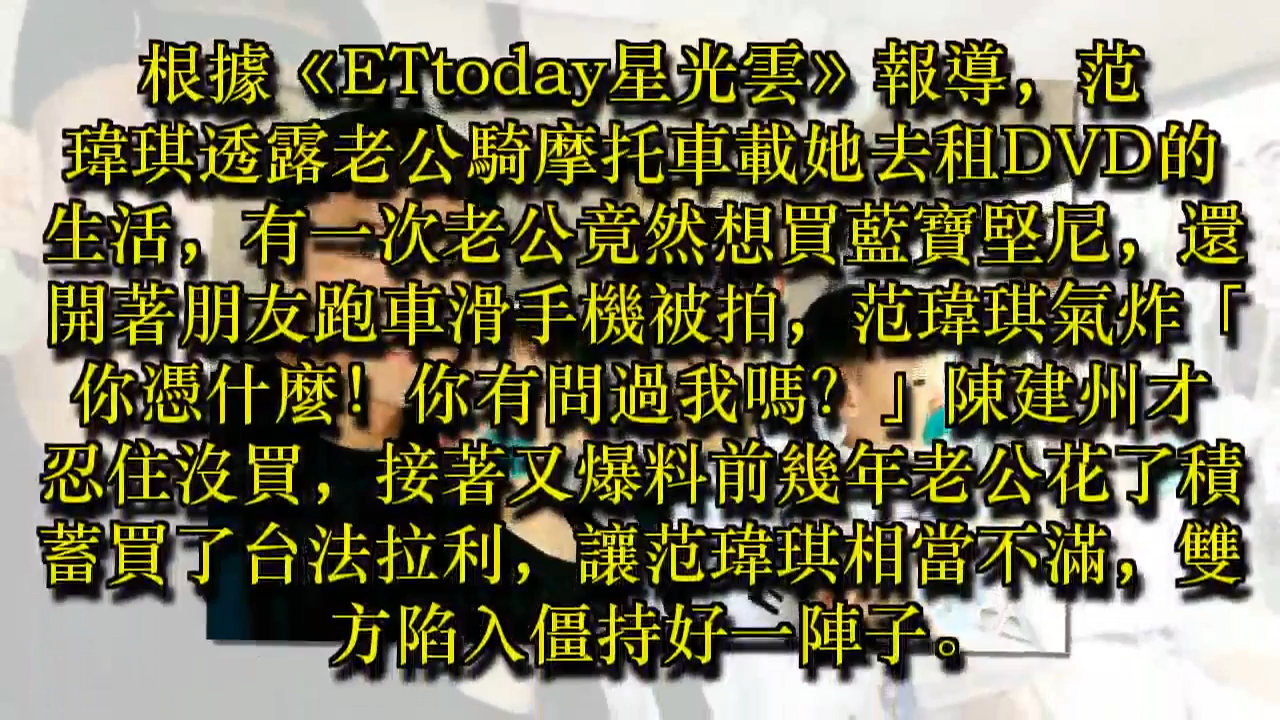 根據《ETtoday星光雲》報導，范
瑋琪透露老公騎摩托車載她去租DVD的
生活，有一次老公竟然想買藍寶堅尼，還
開著朋友跑車滑手機被拍，范瑋琪氣炸「
你憑什麼！你有問過我嗎？」陳建州才
忍住沒買，接著又爆料前幾年老公花了積
蓄買了台法拉利，讓范瑋琪相當不滿，雙
方陷入僵持好一陣子。